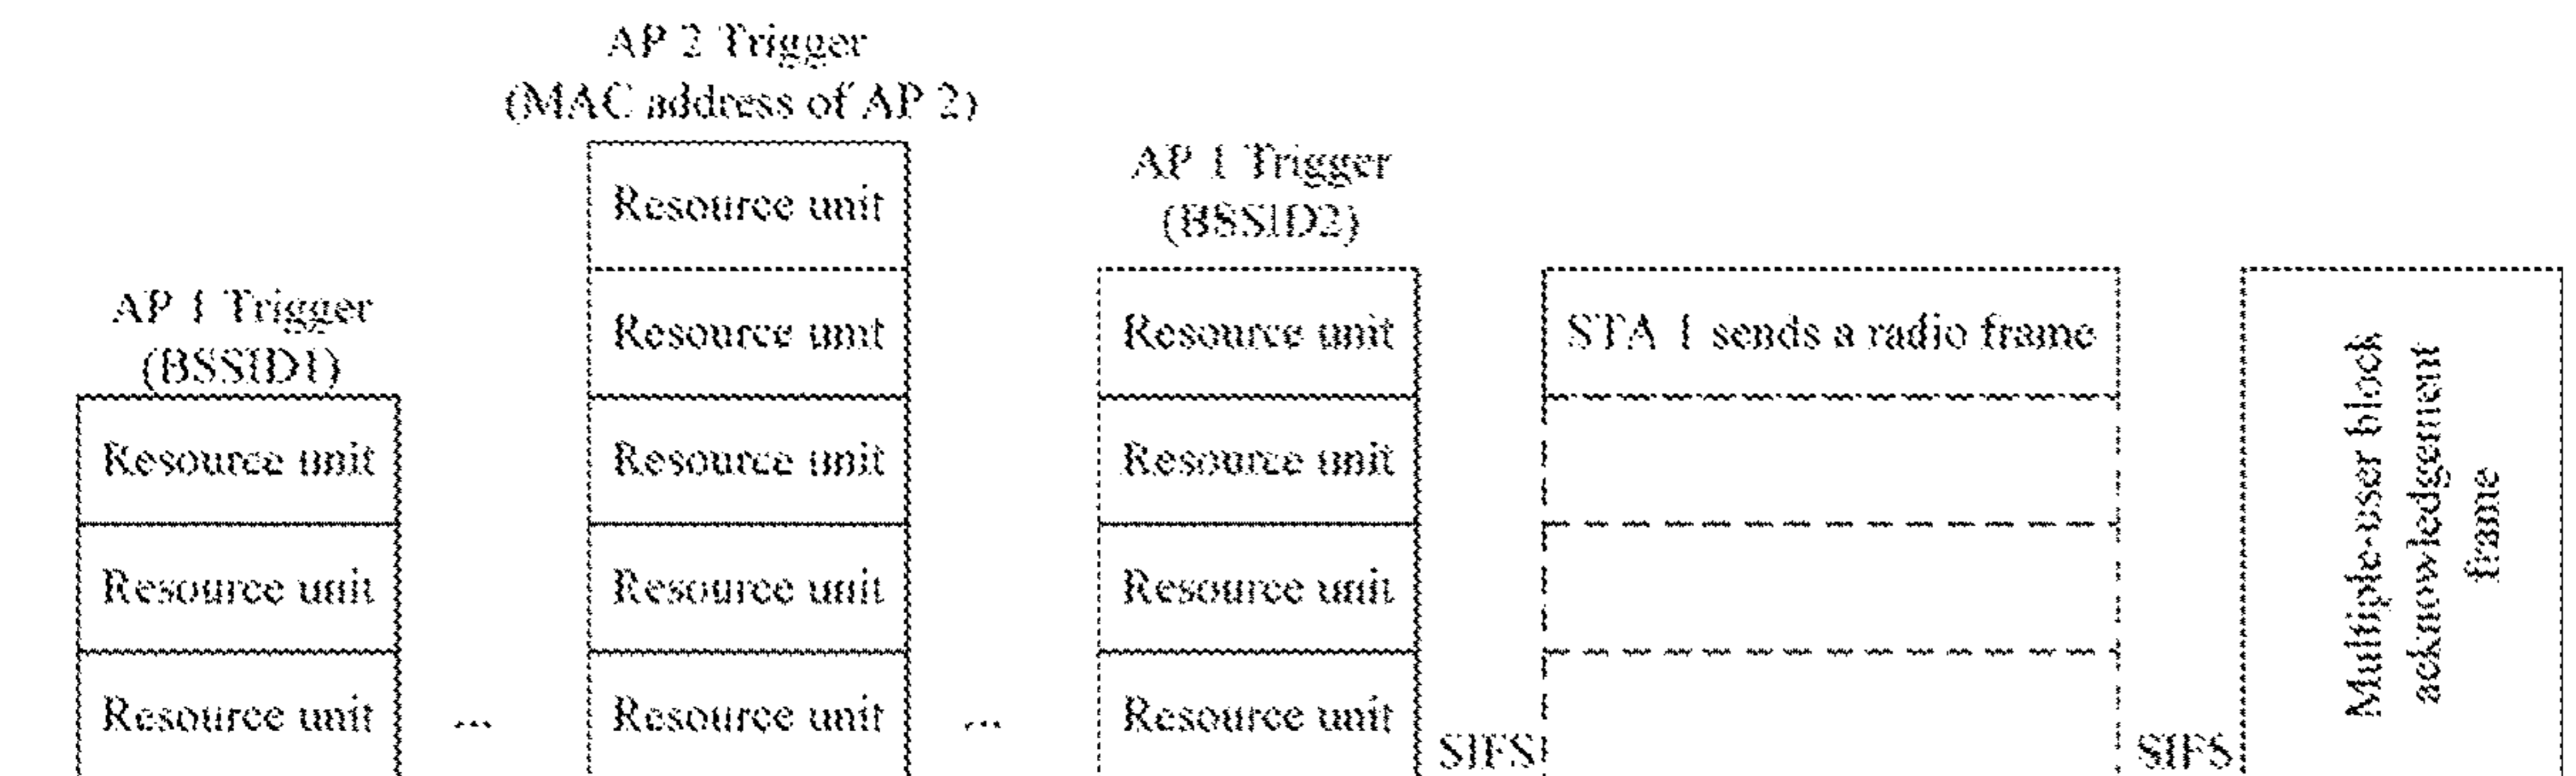 AP 2 Trigger
(MAC address of AP 2)
Resource unit
Resource unit
Resource unit
Resource unit
Resource unit
AP 1 Trigger
(BSSID1)
Resource unit
Resource unit
Resource unit
...
...
AP 1 Trigger
(BSSID2)
Resource unit
Resource unit
Resource unit
Resource unit
SIFS
STA 1 sends a radio frame
SIFS
Multiple-user block
acknowledgement
frame